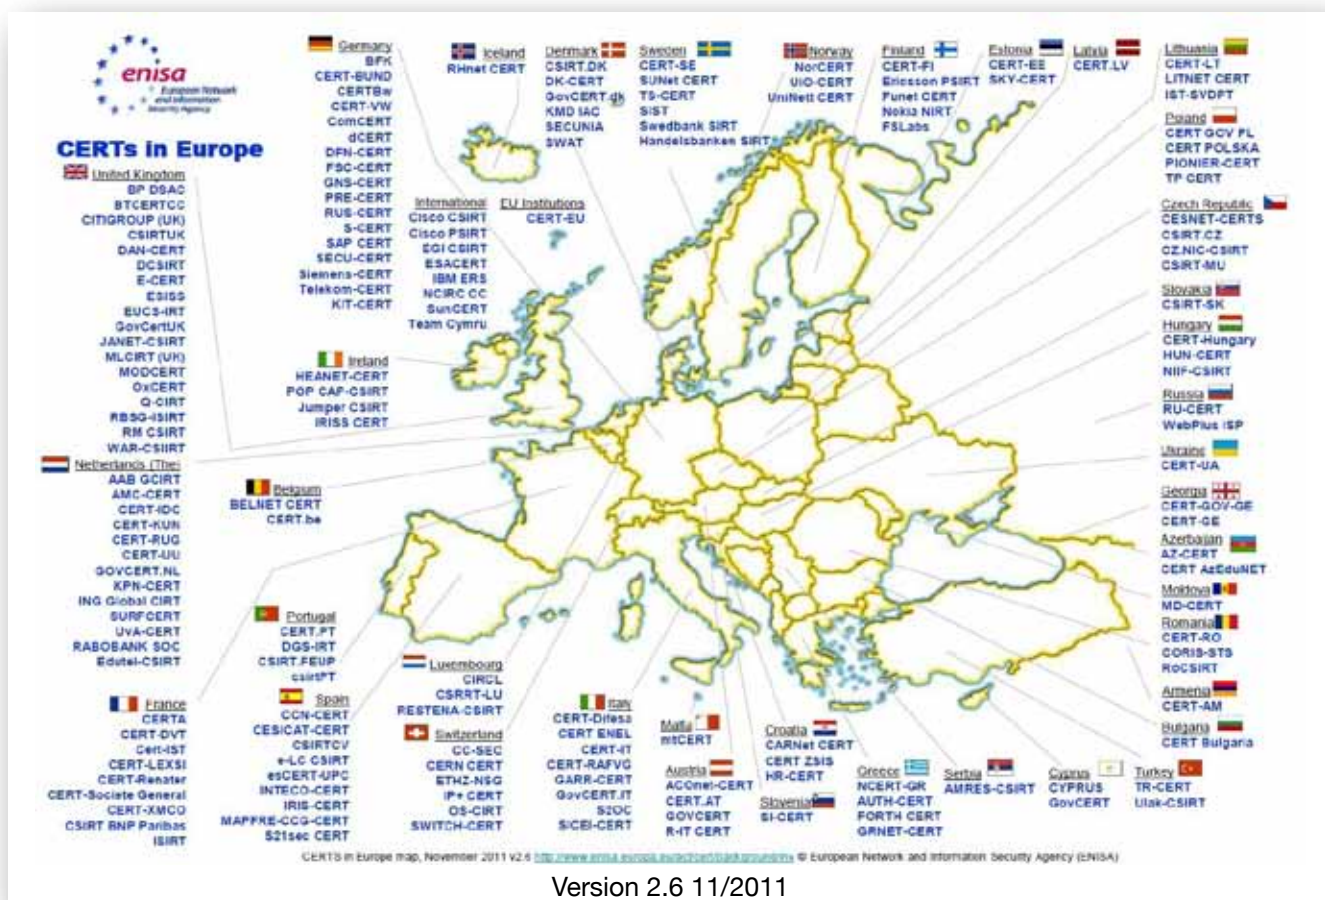 enisa
European Network
and Information
Security Agency
CERTs in Europe
United Kingdom
BP DSAC
BTCERTCC
CITIGROUP (UK)
CSIRTUK
DAN-CERT
DCSIRT
E-CERT
ESISS
EUCS-IRT
GovCertUK
JANET-CSIRT
MLCIRT (UK)
MODCERT
OxCERT
Q-CIRT
RBSG-ISIRT
RM CSIRT
WAR-CSIIRT
Netherlands (The)
AAB GCIRT
AMC-CERT
CERT-IDC
CERT-KUN
CERT-RUG
CERT-UU
GOVCERT.NL
KPN-CERT
ING Global CIRT
SURFCERT
UvA-CERT
RABOBANK SOC
Edutel-CSIRT
France
CERTA
CERT-DVT
Cert-IST
CERT-LEXSI
CERT-Renater
CERT-Societe General
CERT-XMCO
CSIRT BNP Paribas
ISIRT
Germany
BFK
CERT-BUND
CERTBw
CERT-VW
ComCERT
dCERT
DFN-CERT
FSC-CERT
GNS-CERT
PRE-CERT
RUS-CERT
S-CERT
SAP CERT
SECU-CERT
Siemens-CERT
Telekom-CERT
KIT-CERT
Ireland
HEANET-CERT
POP CAP-CSIRT
Jumper CSIRT
IRISS CERT
Belgium
BELNET CERT
CERT.be
Portugal
CERT.PT
DGS-IRT
CSIRT.FEUP
csirtPT
Spain
CCN-CERT
CESICAT-CERT
CSIRTCV
e-LC CSIRT
esCERT-UPC
INTECO-CERT
IRIS-CERT
MAPFRE-CCG-CERT
S21sec CERT
Iceland
RHnet CERT
International
Cisco CSIRT
Cisco PSIRT
EGI CSIRT
ESACERT
IBM ERS
NCIRC CC
SunCERT
Team Cymru
EU Institutions
CERT-EU
Luxembourg
CIRCL
CSRRT-LU
RESTENA-CSIRT
Switzerland
CC-SEC
CERN CERT
ETHZ-NSG
IP+ CERT
OS-CIRT
SWITCH-CERT
Denmark
CSIRT.DK
DK-CERT
GovCERT.dk
KMD IAC
SECUNIA
SWAT
Sweden
CERT-SE
SUNet CERT
TS-CERT
SIST
Swedbank SIRT
Handelsbanken SIRT
Norway
NorCERT
UiO-CERT
UniNett CERT
Finland
CERT-FI
Ericsson PSIRT
Funet CERT
Nokia NIRT
FSLabs
Estonia
CERT-EE
SKY-CERT
Latvia
CERT.LV
Lithuania
CERT-LT
LITNET CERT
IST-SVDPT
Poland
CERT GOV PL
CERT POLSKA
PIONIER-CERT
TP CERT
Czech Republic
CESNET-CERTS
CSIRT.CZ
CZ.NIC-CSIRT
CSIRT-MU
Slovakia
CSIRT-SK
Hungary
CERT-Hungary
HUN-CERT
NIIF-CSIRT
Russia
RU-CERT
WebPlus ISP
Ukraine
CERT-UA
Georgia
CERT-GOV-GE
CERT-GE
Azerbaijan
AZ-CERT
CERT AzEduNET
Moldova
MD-CERT
Romania
CERT-RO
CORIS-STS
RoCSIRT
Armenia
CERT-AM
Bulgaria
CERT Bulgaria
Italy
CERT-Difesa
CERT ENEL
CERT-IT
CERT-RAFVG
GARR-CERT
GovCERT.IT
S2OC
SICEI-CERT
Malta
mtCERT
Austria
ACOnet-CERT
CERT.AT
GOVCERT
R-IT CERT
Croatia
CARNet CERT
CERT ZSIS
HR-CERT
Slovenia
SI-CERT
Greece
NCERT-GR
AUTH-CERT
FORTH CERT
GRNET-CERT
Serbia
AMRES-CSIRT
Cyprus
CYPRUS
GovCERT
Turkey
TR-CERT
Ulak-CSIRT
CERTS in Europe map, November 2011 v2.6 © European Network and Information Security Agency (ENISA)
Version 2.6 11/2011